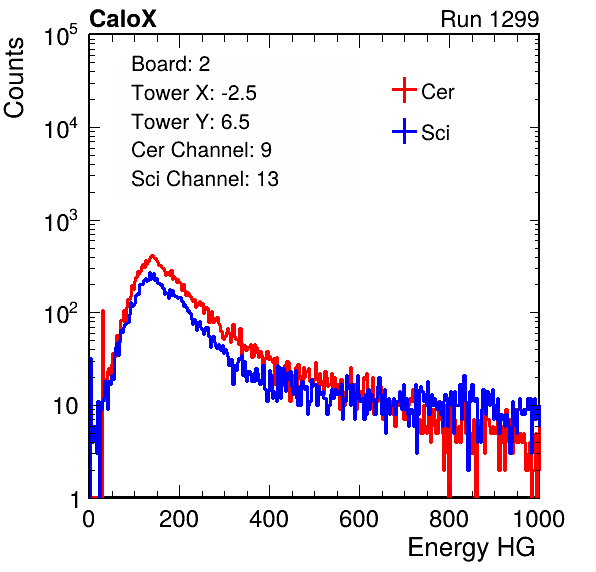 CaloX Run 1299
Counts
Board: 2
Tower X: -2.5
Tower Y: 6.5
Cer Channel: 9
Sci Channel: 13
Cer
Sci
10^5
10^4
10^3
10^2
10
1
0 200 400 600 800 1000
Energy HG